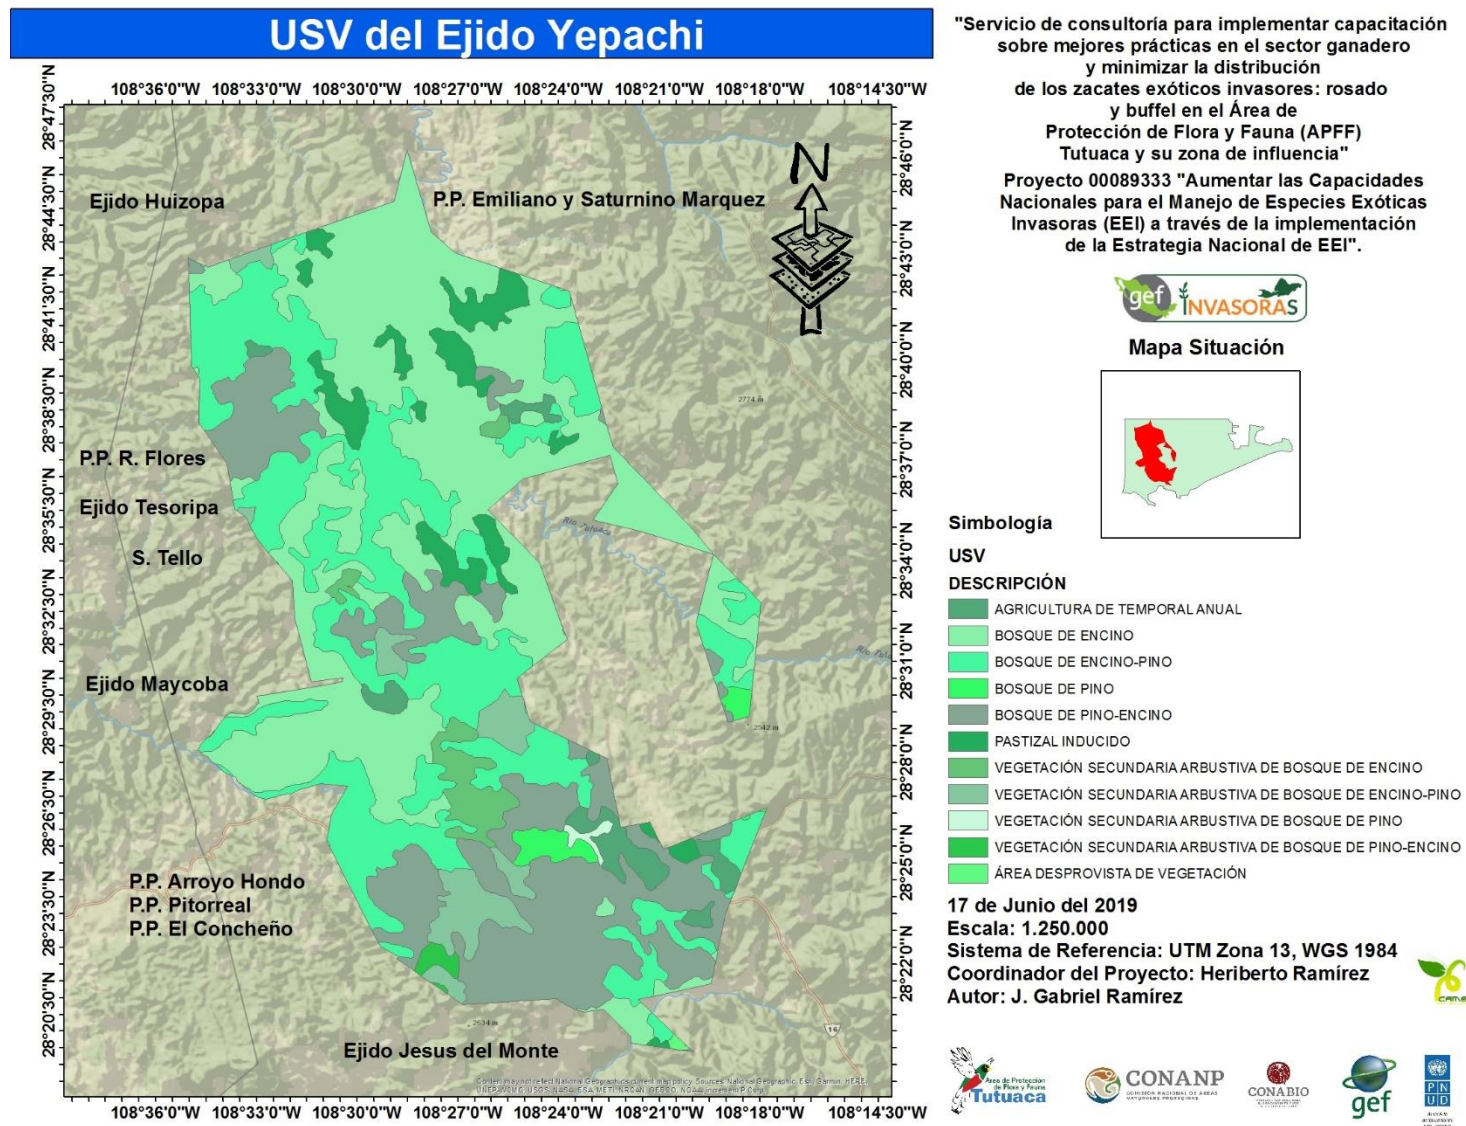 USV del Ejido Yepachi
108°36'0"W 108°33'0"W 108°30'0"W 108°27'0"W 108°24'0"W 108°21'0"W 108°18'0"W 108°14'30"W
28°47'30"N
28°44'30"N
28°41'30"N
28°38'30"N
28°35'30"N
28°32'30"N
28°29'30"N
28°26'30"N
28°23'30"N
28°20'30"N
28°46'0"N
28°43'0"N
28°40'0"N
28°37'0"N
28°34'0"N
28°31'0"N
28°28'0"N
28°25'0"N
28°22'0"N
N
Ejido Huizopa
P.P. Emiliano y Saturnino Marquez
2774 m
P.P. R. Flores
Ejido Tesoripa
S. Tello
Ejido Maycoba
P.P. Arroyo Hondo
P.P. Pitorreal
P.P. El Concheño
16
Ejido Jesus del Monte
108°36'0"W 108°33'0"W 108°30'0"W 108°27'0"W 108°24'0"W 108°21'0"W 108°18'0"W 108°14'30"W
"Servicio de consultoría para implementar capacitación
sobre mejores prácticas en el sector ganadero
y minimizar la distribución
de los zacates exóticos invasores: rosado
y buffel en el Área de
Protección de Flora y Fauna (APFF)
Tutuaca y su zona de influencia"
Proyecto 00089333 "Aumentar las Capacidades
Nacionales para el Manejo de Especies Exóticas
Invasoras (EEI) a través de la implementación
de la Estrategia Nacional de EEI".
gef INVASORAS
Mapa Situación
Simbología
USV
DESCRIPCIÓN
AGRICULTURA DE TEMPORAL ANUAL
BOSQUE DE ENCINO
BOSQUE DE ENCINO-PINO
BOSQUE DE PINO
BOSQUE DE PINO-ENCINO
PASTIZAL INDUCIDO
VEGETACIÓN SECUNDARIA ARBUSTIVA DE BOSQUE DE ENCINO
VEGETACIÓN SECUNDARIA ARBUSTIVA DE BOSQUE DE ENCINO-PINO
VEGETACIÓN SECUNDARIA ARBUSTIVA DE BOSQUE DE PINO
VEGETACIÓN SECUNDARIA ARBUSTIVA DE BOSQUE DE PINO-ENCINO
ÁREA DESPROVISTA DE VEGETACIÓN
17 de Junio del 2019
Escala: 1.250.000
Sistema de Referencia: UTM Zona 13, WGS 1984
Coordinador del Proyecto: Heriberto Ramírez
Autor: J. Gabriel Ramírez
Área de Protección
de Flora y Fauna
Tutuaca
CONANP
COMISIÓN NACIONAL DE ÁREAS
NATURALES PROTEGIDAS
CONABIO
gef
PN
UD